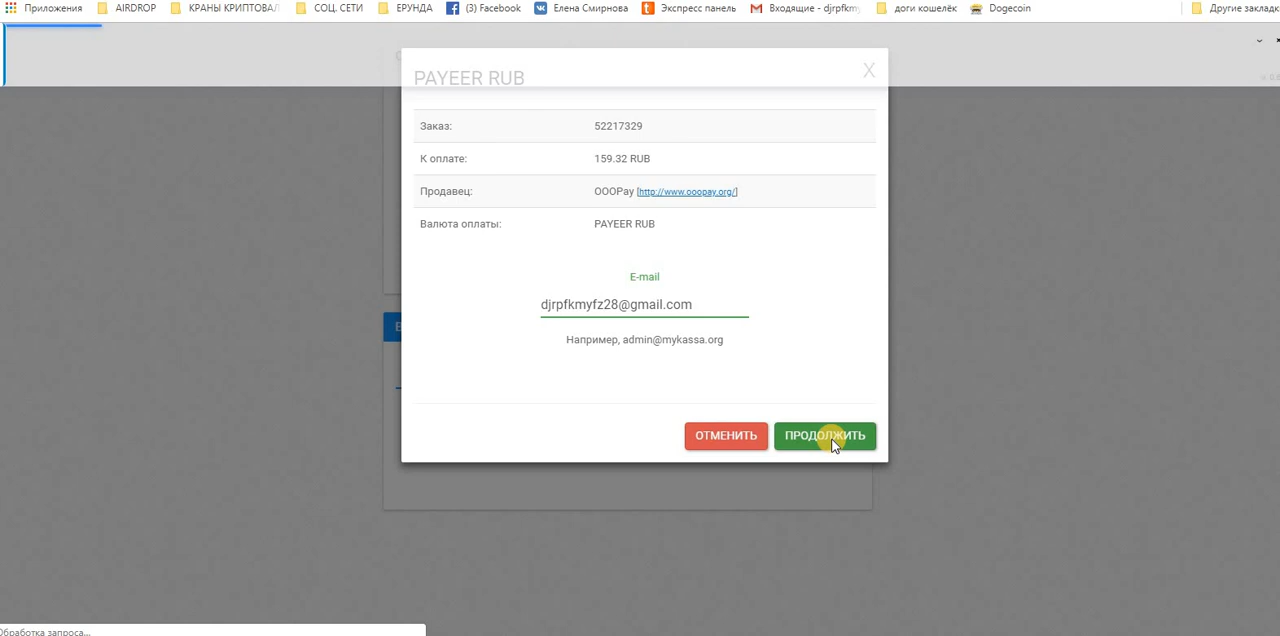 Приложения AIRDROP КРАНЫ КРИПТОВАЛ СОЦ. СЕТИ ЕРУНДА (3) Facebook Елена Смирнова Экспресс панель Входящие - djrpfkmy доги кошелёк Dogecoin Другие закладк
PAYEER RUB X
Заказ: 52217329
К оплате: 159.32 RUB
Продавец: OOOPay [http://www.ooopay.org/]
Валюта оплаты: PAYEER RUB
E-mail
djrpfkmyfz28@gmail.com
Например, admin@mykassa.org
ОТМЕНИТЬ ПРОДОЛЖИТЬ
Обработка запроса...